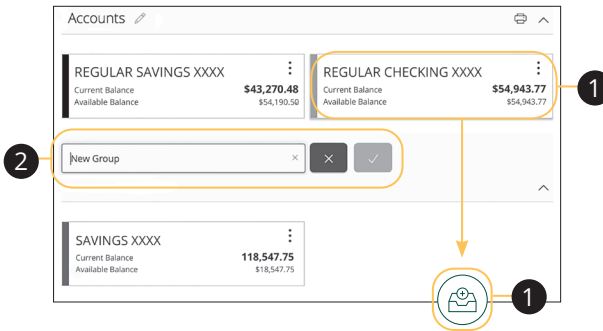 Accounts
REGULAR SAVINGS XXXX
Current Balance $43,270.48
Available Balance $54,190.50
REGULAR CHECKING XXXX
Current Balance $54,943.77
Available Balance $54,943.77
1
2
New Group
SAVINGS XXXX
Current Balance 118,547.75
Available Balance $18,547.75
1